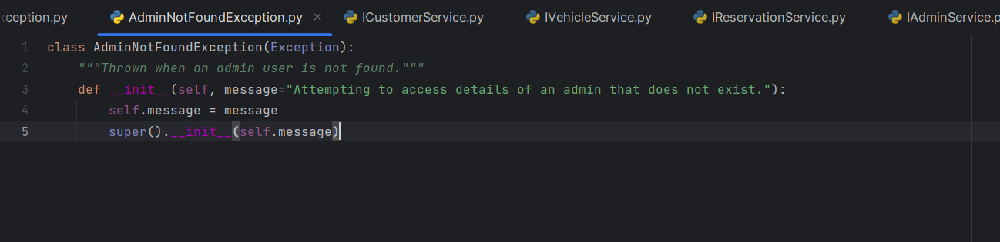 ception.py AdminNotFoundException.py ICustomerService.py IVehicleService.py IReservationService.py IAdminService.p
1 class AdminNotFoundException(Exception):
2     """Thrown when an admin user is not found."""
3     def __init__(self, message="Attempting to access details of an admin that does not exist."):
4         self.message = message
5         super().__init__(self.message)